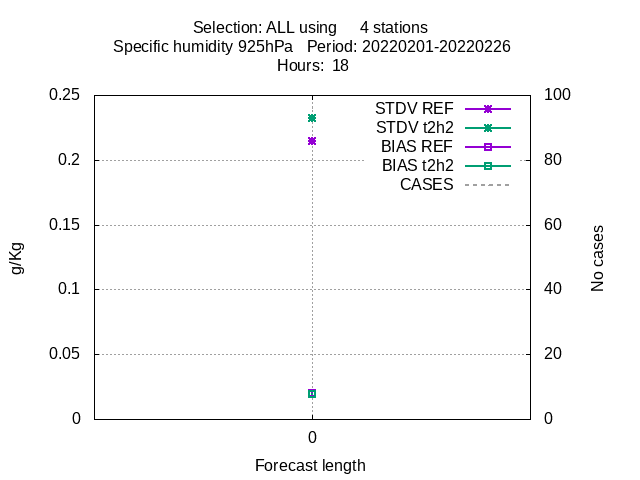 Selection: ALL using     4 stations
Specific humidity 925hPa   Period: 20220201-20220226
Hours:  18
0.25
0.2
0.15
0.1
0.05
0
100
80
60
40
20
0
STDV REF
STDV t2h2
BIAS REF
BIAS t2h2
CASES
g/Kg
No cases
0
Forecast length